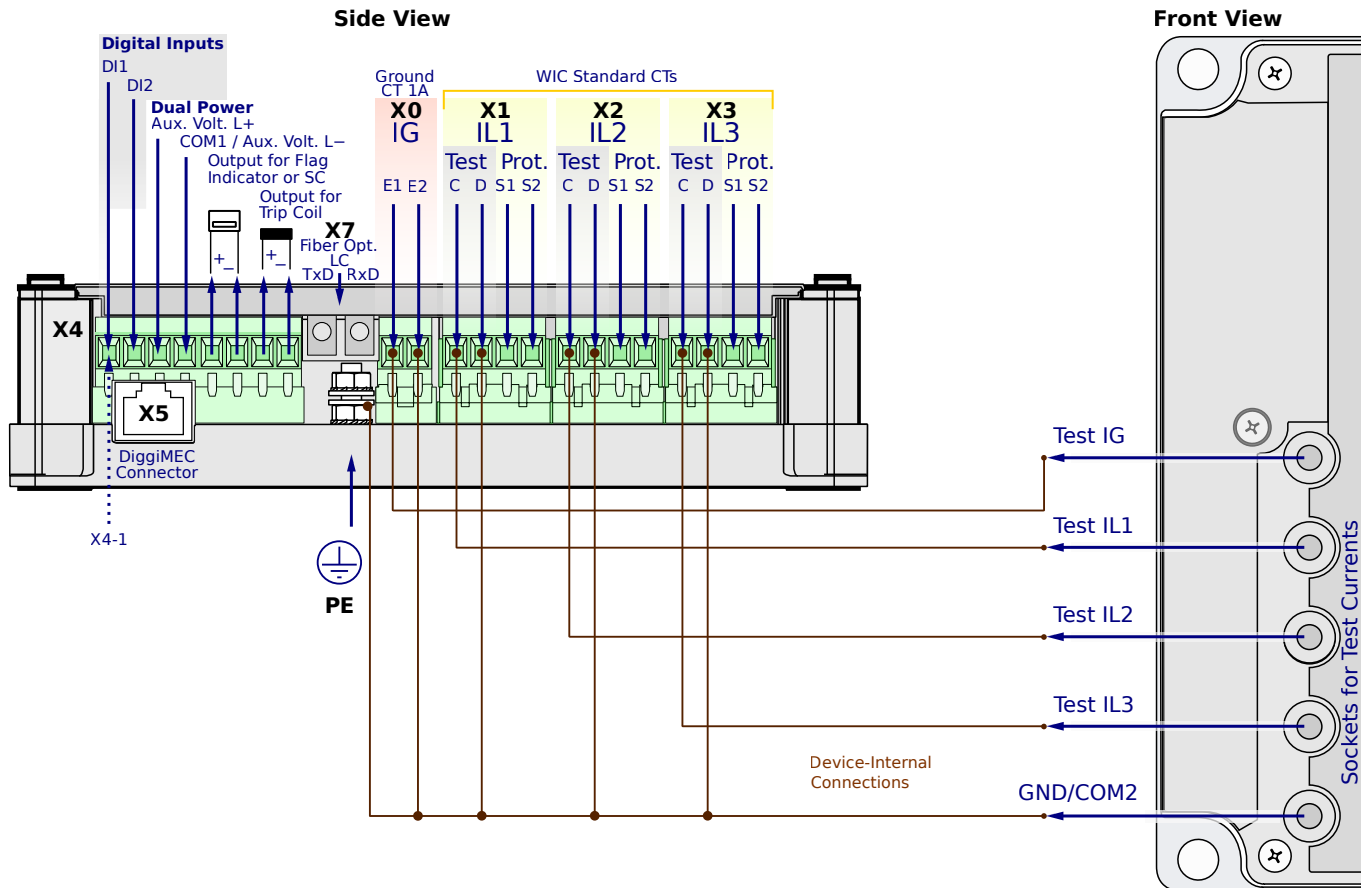 Side View
Front View
Digital Inputs
DI1
DI2
Dual Power
Aux. Volt. L+
COM1 / Aux. Volt. L−
Output for Flag
Indicator or SC
Output for
Trip Coil
+ −
+ −
X7
Fiber Opt.
LC
TxD RxD
Ground
CT 1A
X0
IG
E1 E2
WIC Standard CTs
X1
IL1
Test Prot.
C D S1 S2
X2
IL2
Test Prot.
C D S1 S2
X3
IL3
Test Prot.
C D S1 S2
X4
X5
DiggiMEC
Connector
X4-1
PE
Test IG
Test IL1
Test IL2
Test IL3
GND/COM2
Device-Internal
Connections
Sockets for Test Currents